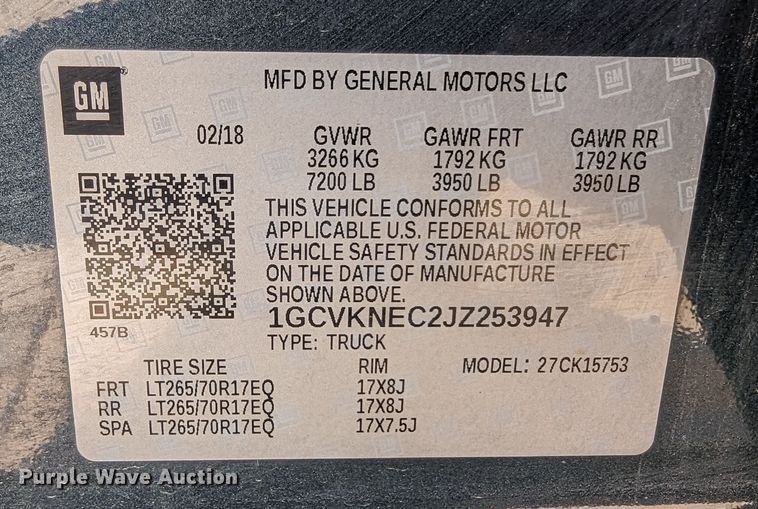 GM
MFD BY GENERAL MOTORS LLC
02/18 GVWR GAWR FRT GAWR RR
3266 KG 1792 KG 1792 KG
7200 LB 3950 LB 3950 LB
THIS VEHICLE CONFORMS TO ALL
APPLICABLE U.S. FEDERAL MOTOR
VEHICLE SAFETY STANDARDS IN EFFECT
ON THE DATE OF MANUFACTURE
SHOWN ABOVE.
457B
1GCVKNEC2JZ253947
TYPE: TRUCK
TIRE SIZE RIM MODEL: 27CK15753
FRT LT265/70R17EQ 17X8J
RR LT265/70R17EQ 17X8J
SPA LT265/70R17EQ 17X7.5J
Purple Wave Auction